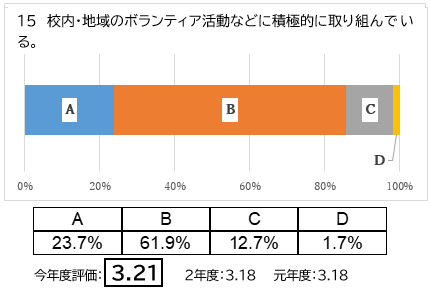 15 校内・地域のボランティア活動などに積極的に取り組んでい
る。
A B C
D
0% 20% 40% 60% 80% 100%
A B C D
23.7% 61.9% 12.7% 1.7%
今年度評価: 3.21 2年度:3.18 元年度:3.18